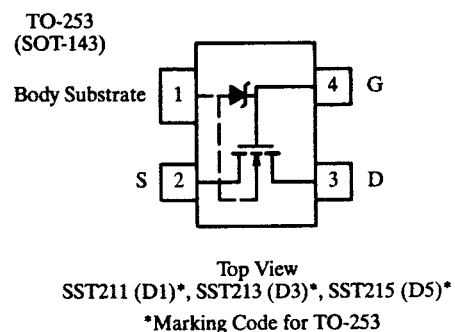 TO-253
(SOT-143)
Body Substrate 1
4 G
S 2
3 D
Top View
SST211 (D1)*, SST213 (D3)*, SST215 (D5)*
*Marking Code for TO-253